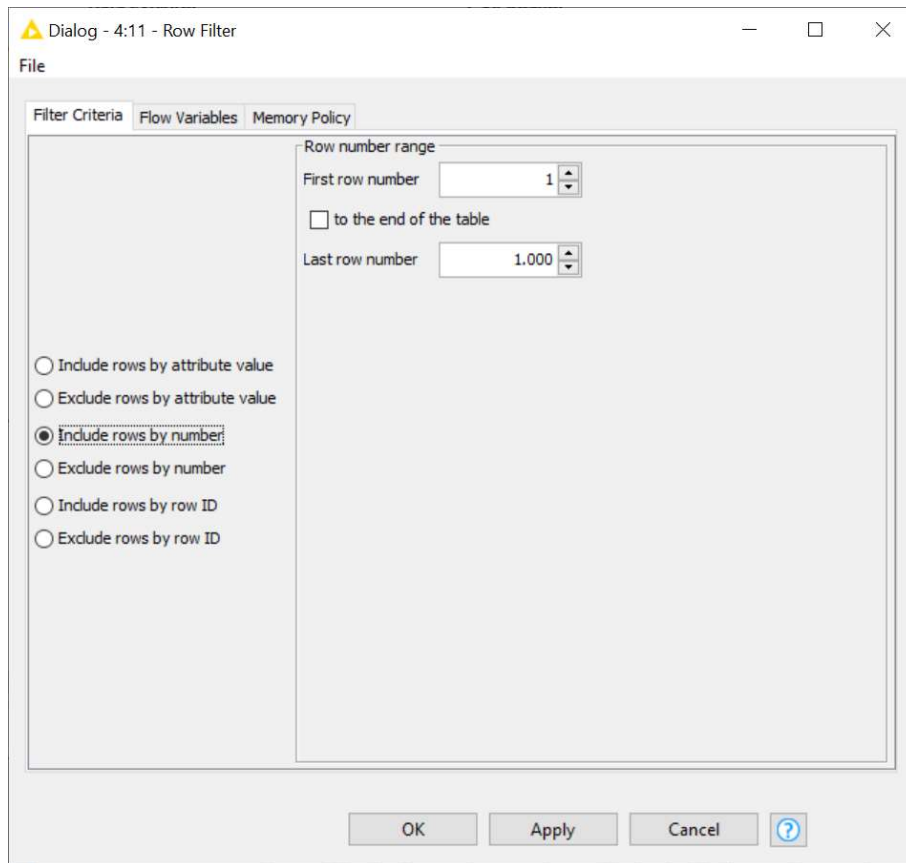 Dialog - 4:11 - Row Filter
File
Filter Criteria Flow Variables Memory Policy
Row number range
First row number 1
to the end of the table
Last row number 1.000
Include rows by attribute value
Exclude rows by attribute value
Include rows by number
Exclude rows by number
Include rows by row ID
Exclude rows by row ID
OK Apply Cancel ?